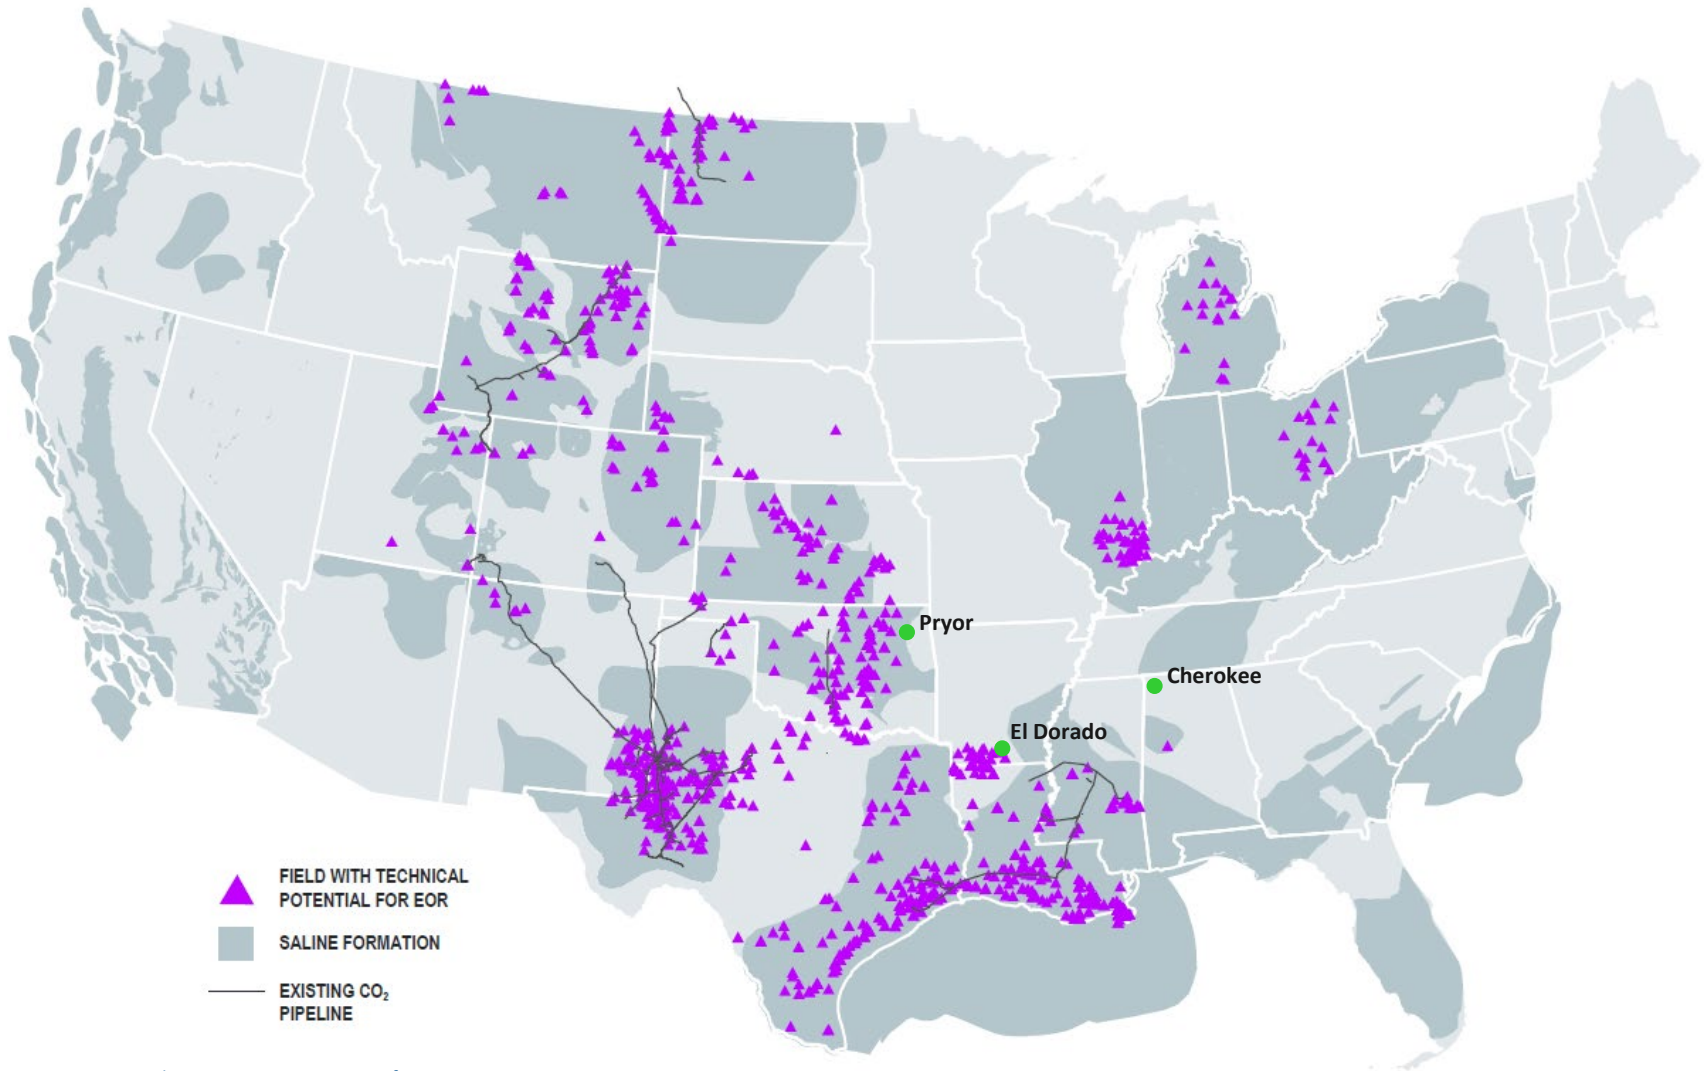 Pryor
Cherokee
El Dorado
FIELD WITH TECHNICAL
POTENTIAL FOR EOR
SALINE FORMATION
EXISTING CO₂
PIPELINE